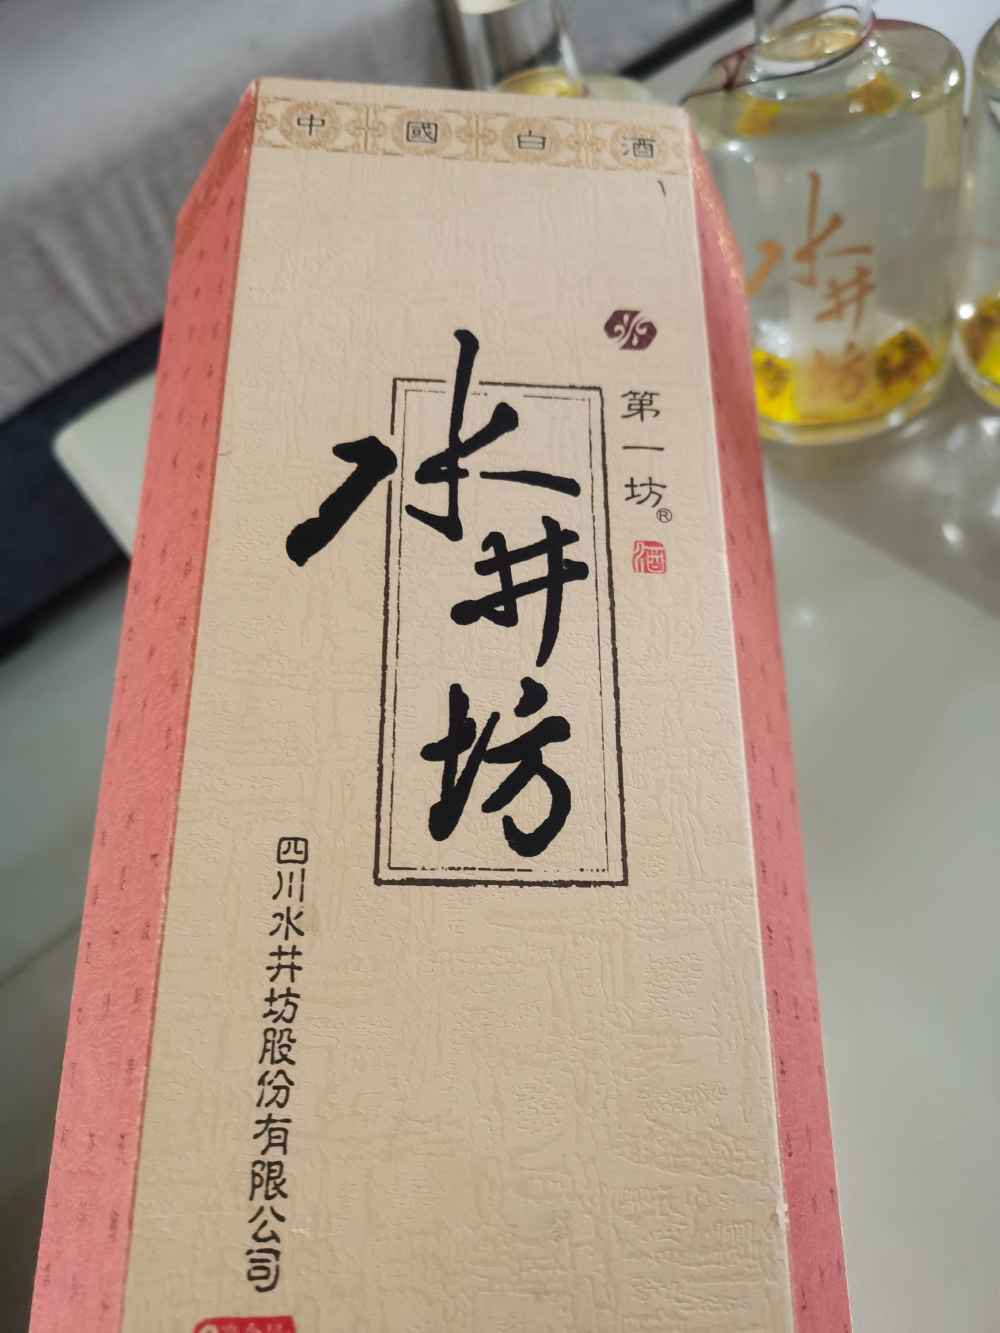 中國白酒
第一坊®
水井坊
四川水井坊股份有限公司
水井坊